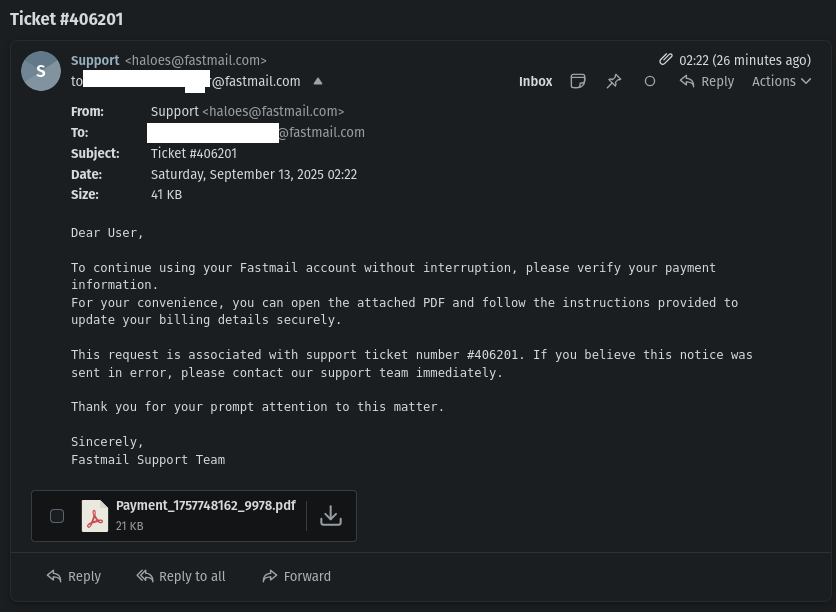 Ticket #406201
S
Support <haloes@fastmail.com>
02:22 (26 minutes ago)
to r@fastmail.com
Inbox
Reply
Actions
From: Support <haloes@fastmail.com>
To: @fastmail.com
Subject: Ticket #406201
Date: Saturday, September 13, 2025 02:22
Size: 41 KB
Dear User,
To continue using your Fastmail account without interruption, please verify your payment
information.
For your convenience, you can open the attached PDF and follow the instructions provided to
update your billing details securely.
This request is associated with support ticket number #406201. If you believe this notice was
sent in error, please contact our support team immediately.
Thank you for your prompt attention to this matter.
Sincerely,
Fastmail Support Team
Payment_1757748162_9978.pdf
21 KB
Reply
Reply to all
Forward